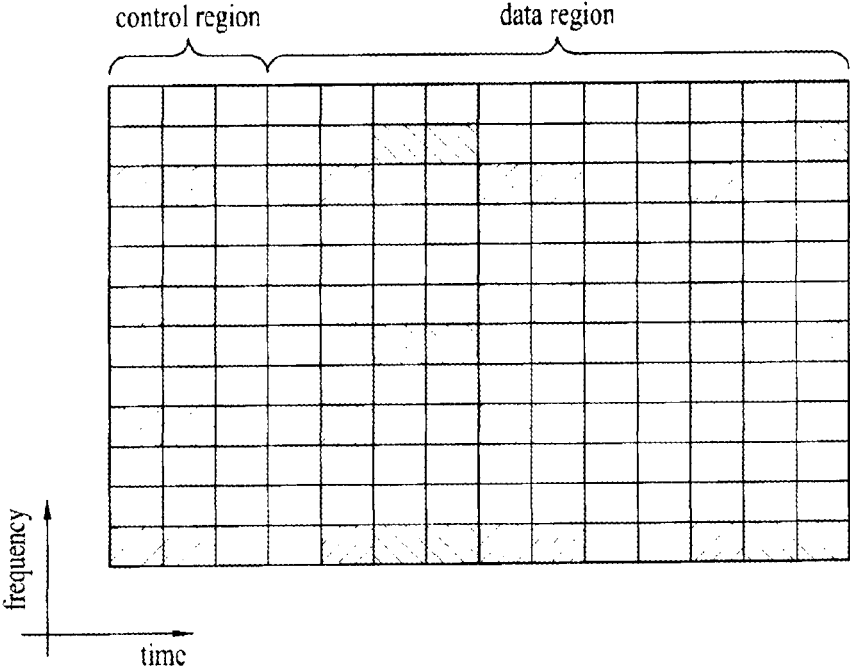 control region
data region
frequency
time